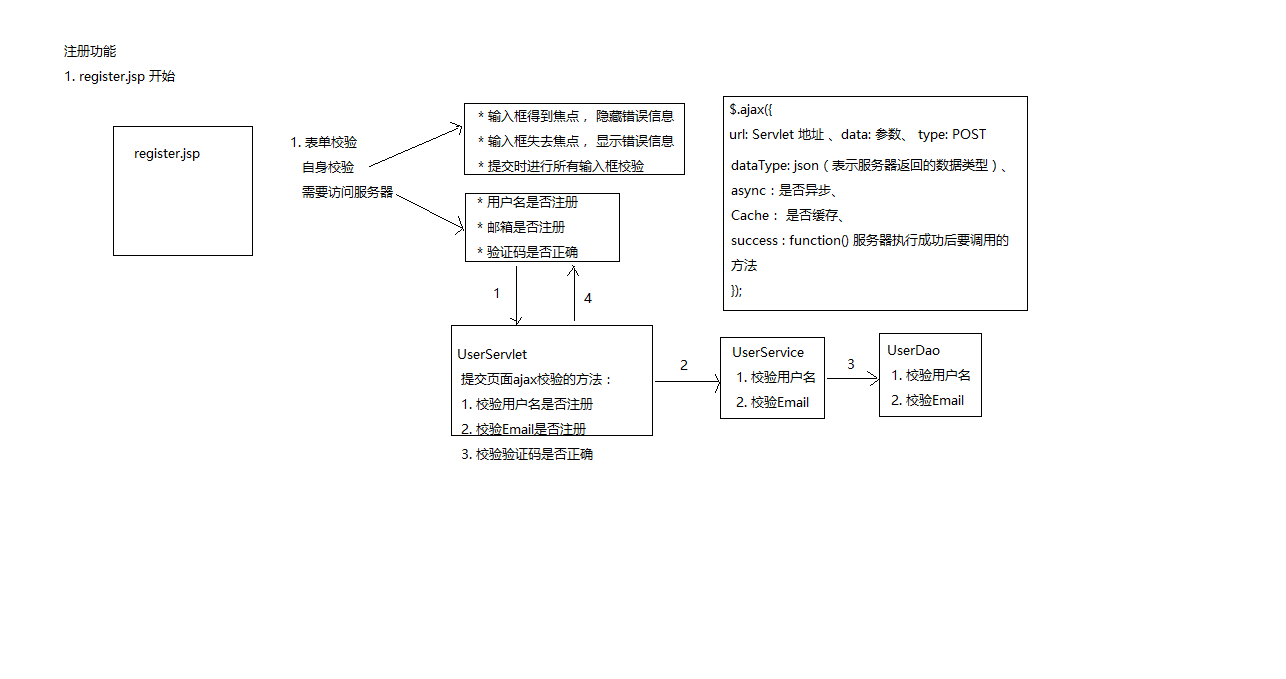 注册功能
1. register.jsp 开始
register.jsp
1. 表单校验
自身校验
需要访问服务器
* 输入框得到焦点 ，隐藏错误信息
* 输入框失去焦点 ，显示错误信息
* 提交时进行所有输入框校验
* 用户名是否注册
* 邮箱是否注册
* 验证码是否正确
1
4
UserServlet
提交页面ajax校验的方法：
1. 校验用户名是否注册
2. 校验Email是否注册
3. 校验验证码是否正确
2
UserService
1. 校验用户名
2. 校验Email
3
UserDao
1. 校验用户名
2. 校验Email
$.ajax({
url: Servlet 地址 、data: 参数、 type: POST
dataType: json（表示服务器返回的数据类型）、
async：是否异步、
Cache： 是否缓存、
success : function() 服务器执行成功后要调用的
方法
});